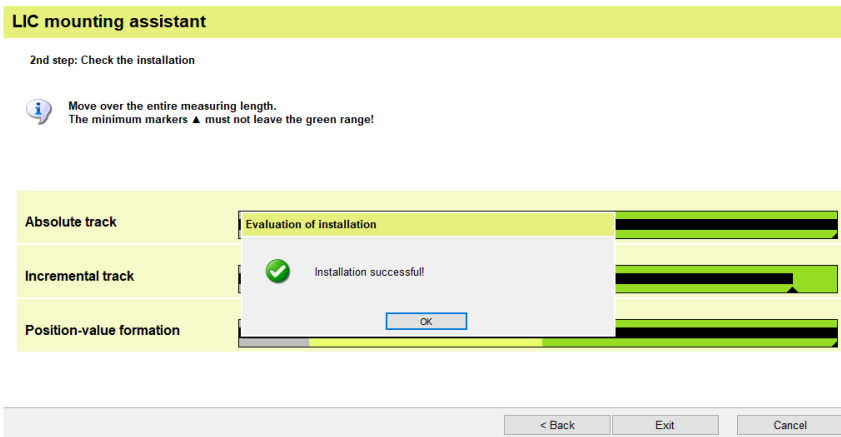 LIC mounting assistant
2nd step: Check the installation
Move over the entire measuring length.
The minimum markers ▲ must not leave the green range!
Absolute track
Evaluation of installation
Installation successful!
Incremental track
OK
Position-value formation
< Back
Exit
Cancel